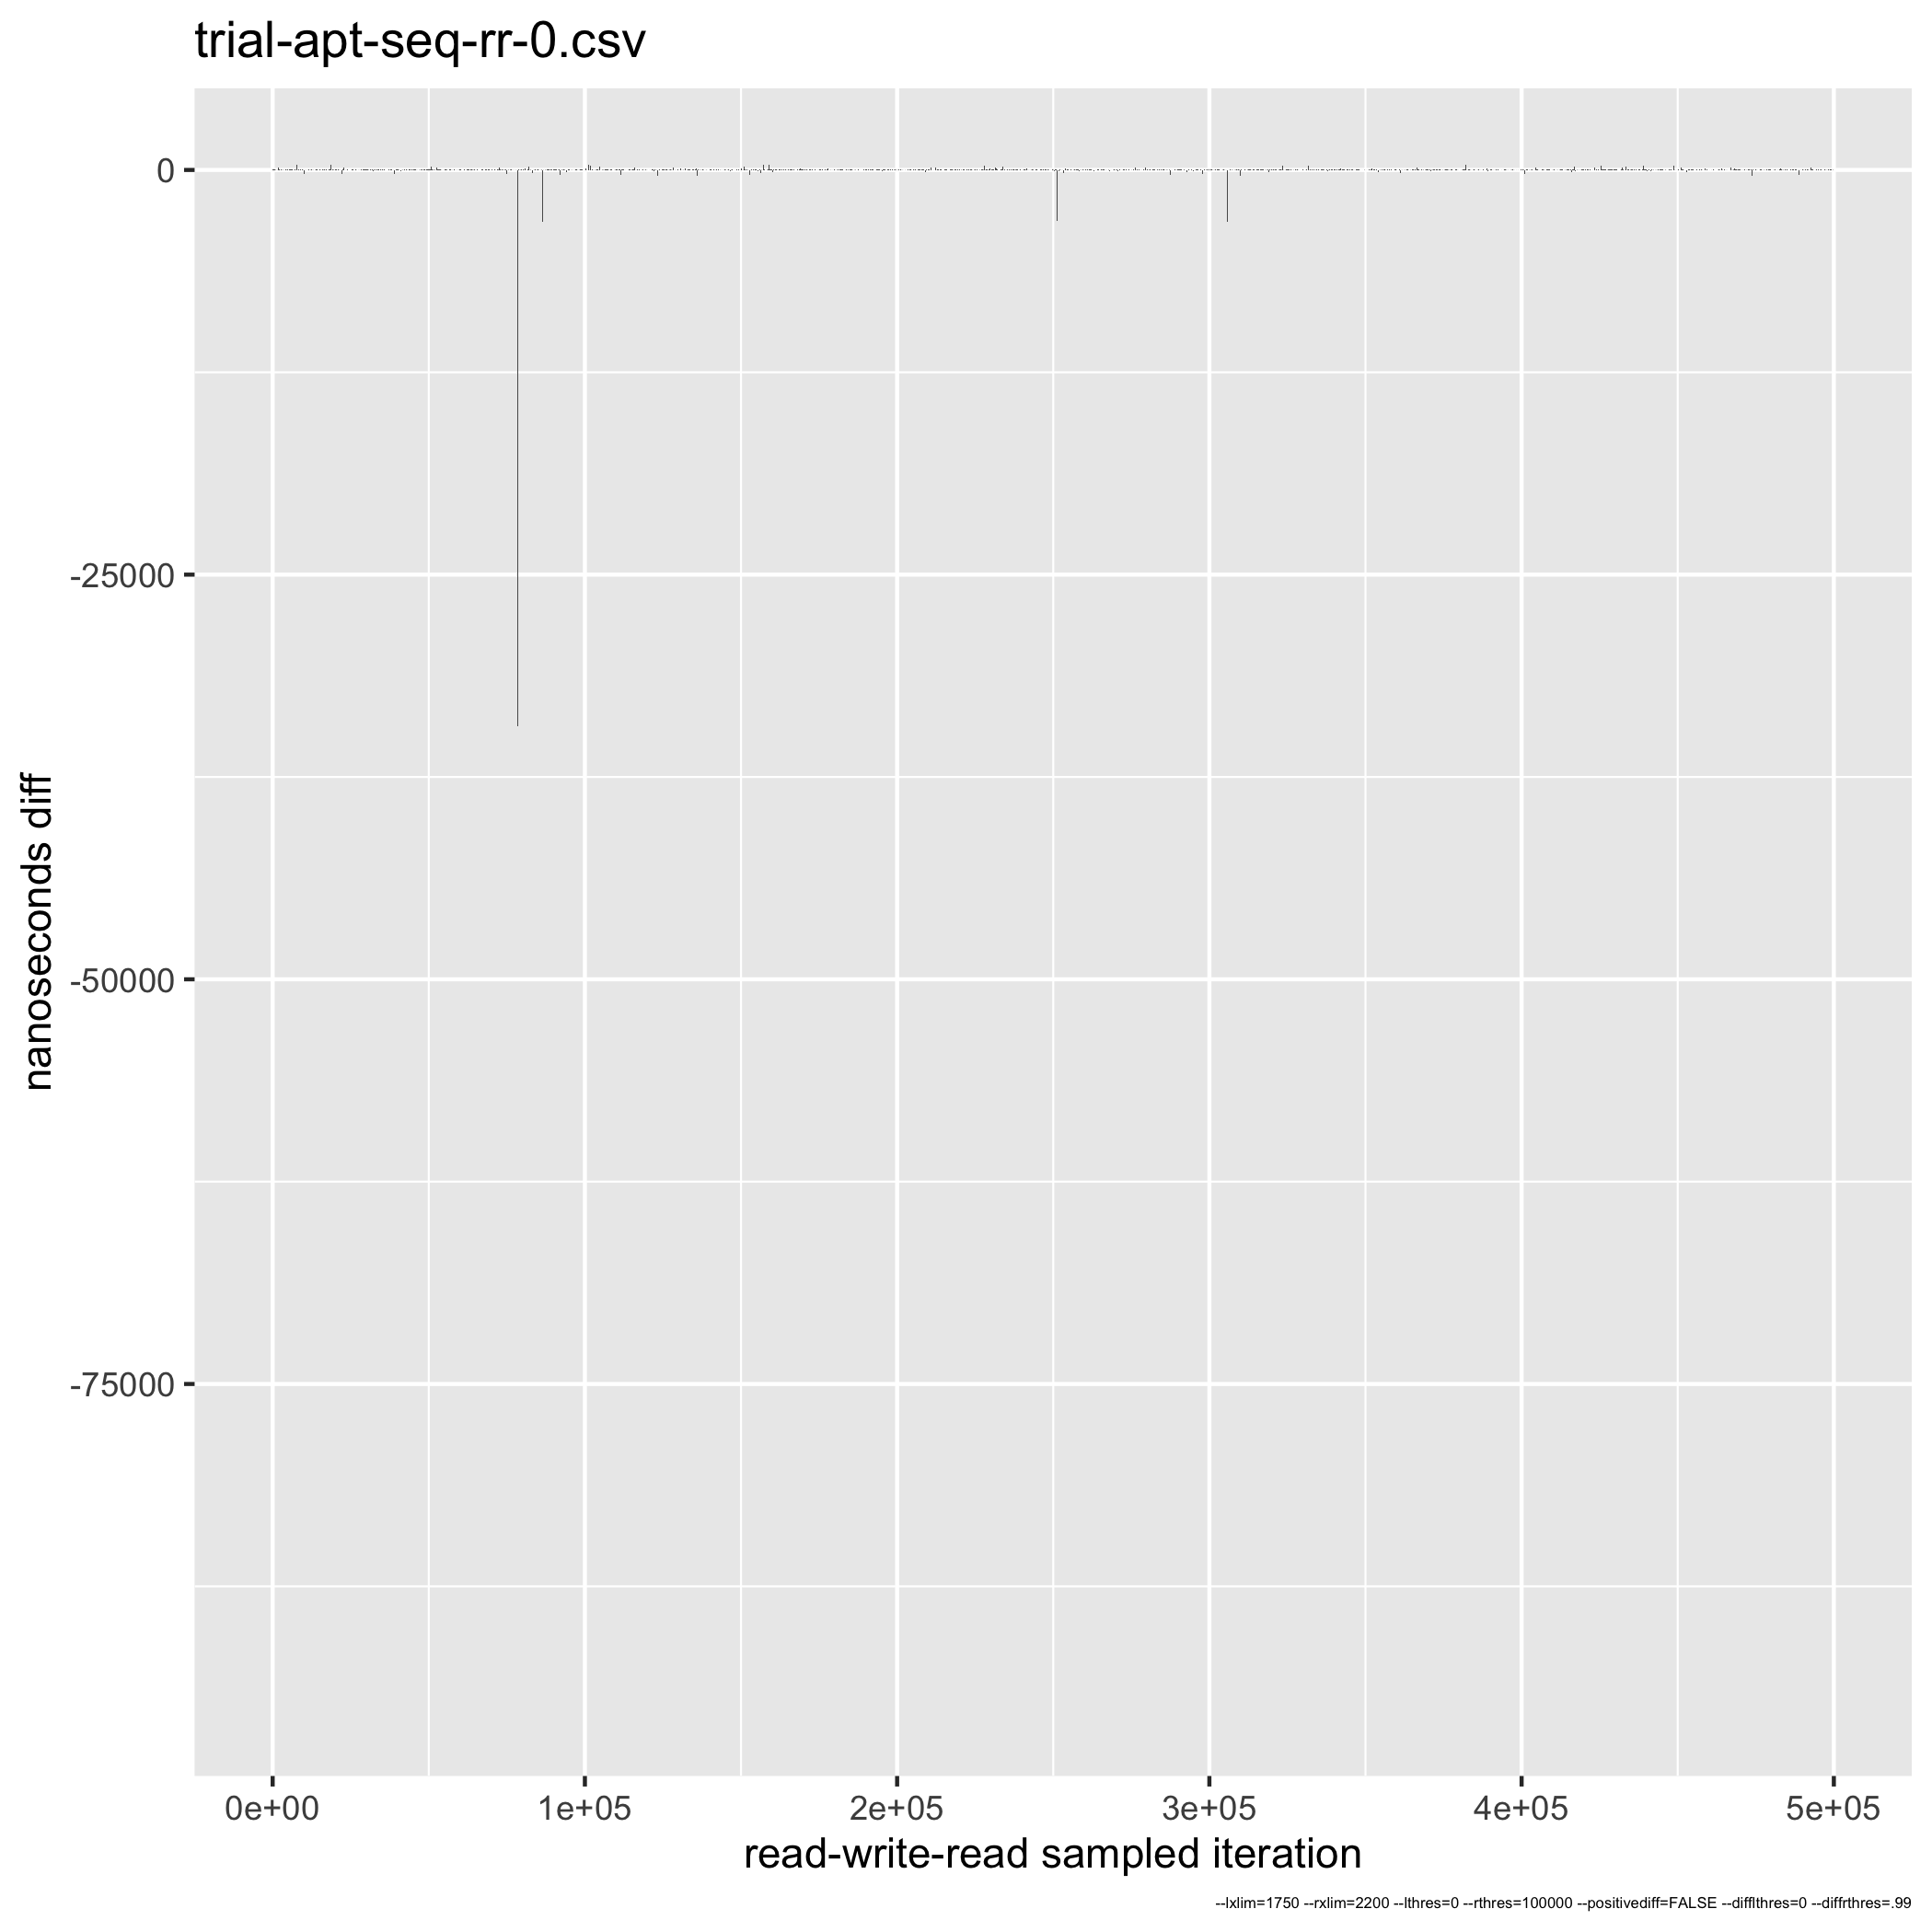 trial-apt-seq-rr-0.csv
0
-25000
-50000
-75000
nanoseconds diff
0e+00 1e+05 2e+05 3e+05 4e+05 5e+05
read-write-read sampled iteration
--lxlim=1750 --rxlim=2200 --lthres=0 --rthres=100000 --positivediff=FALSE --difflthres=0 --diffrthres=.99